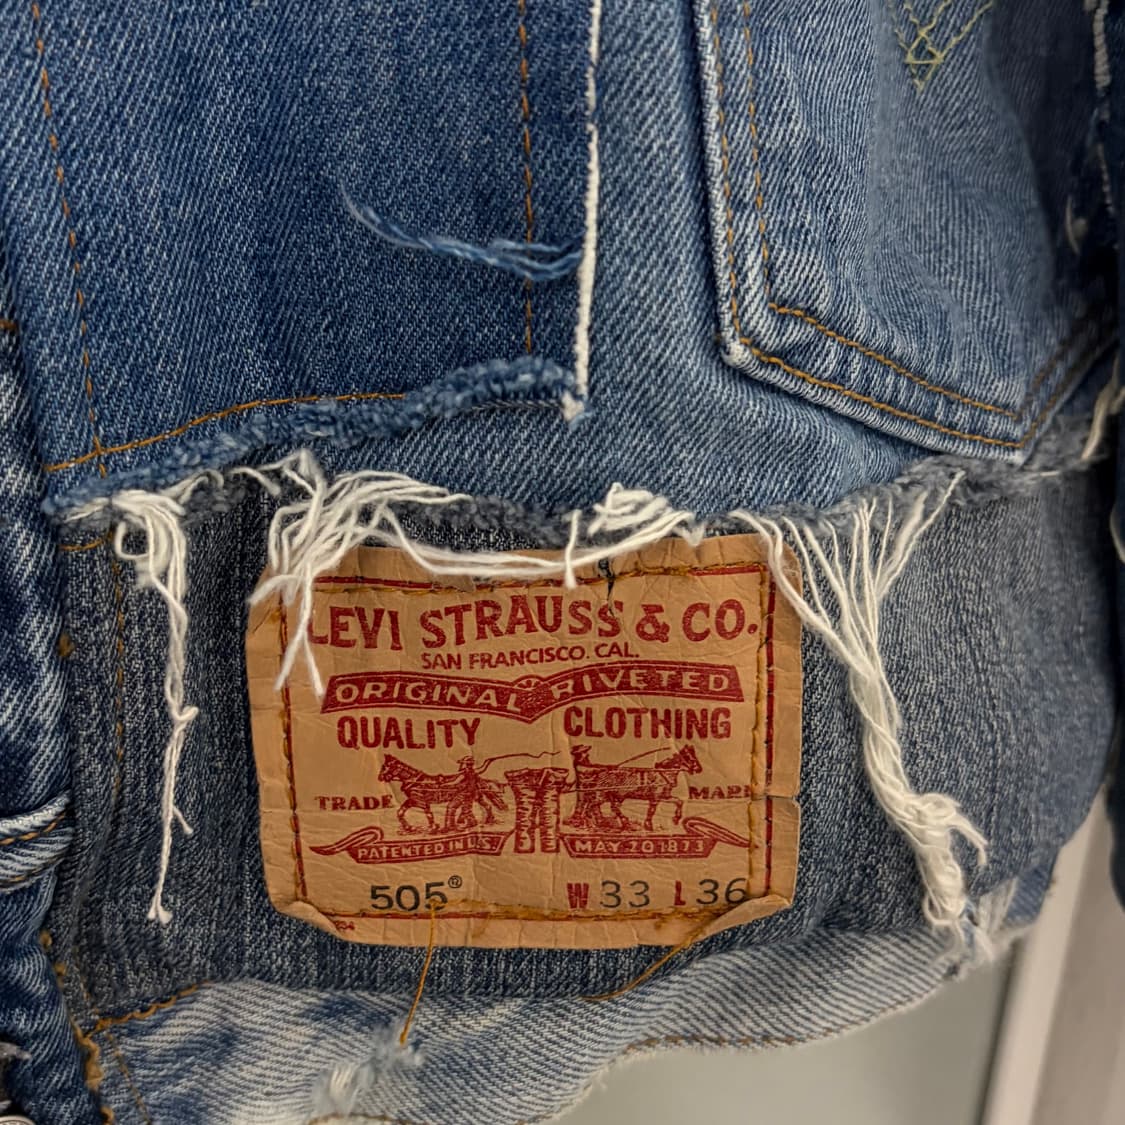 LEVI STRAUSS & CO.
SAN FRANCISCO. CAL.
ORIGINAL RIVETED
QUALITY CLOTHING
TRADE MARK
PATENTED IN U.S. MAY 20 1873
505® W 33 L 36